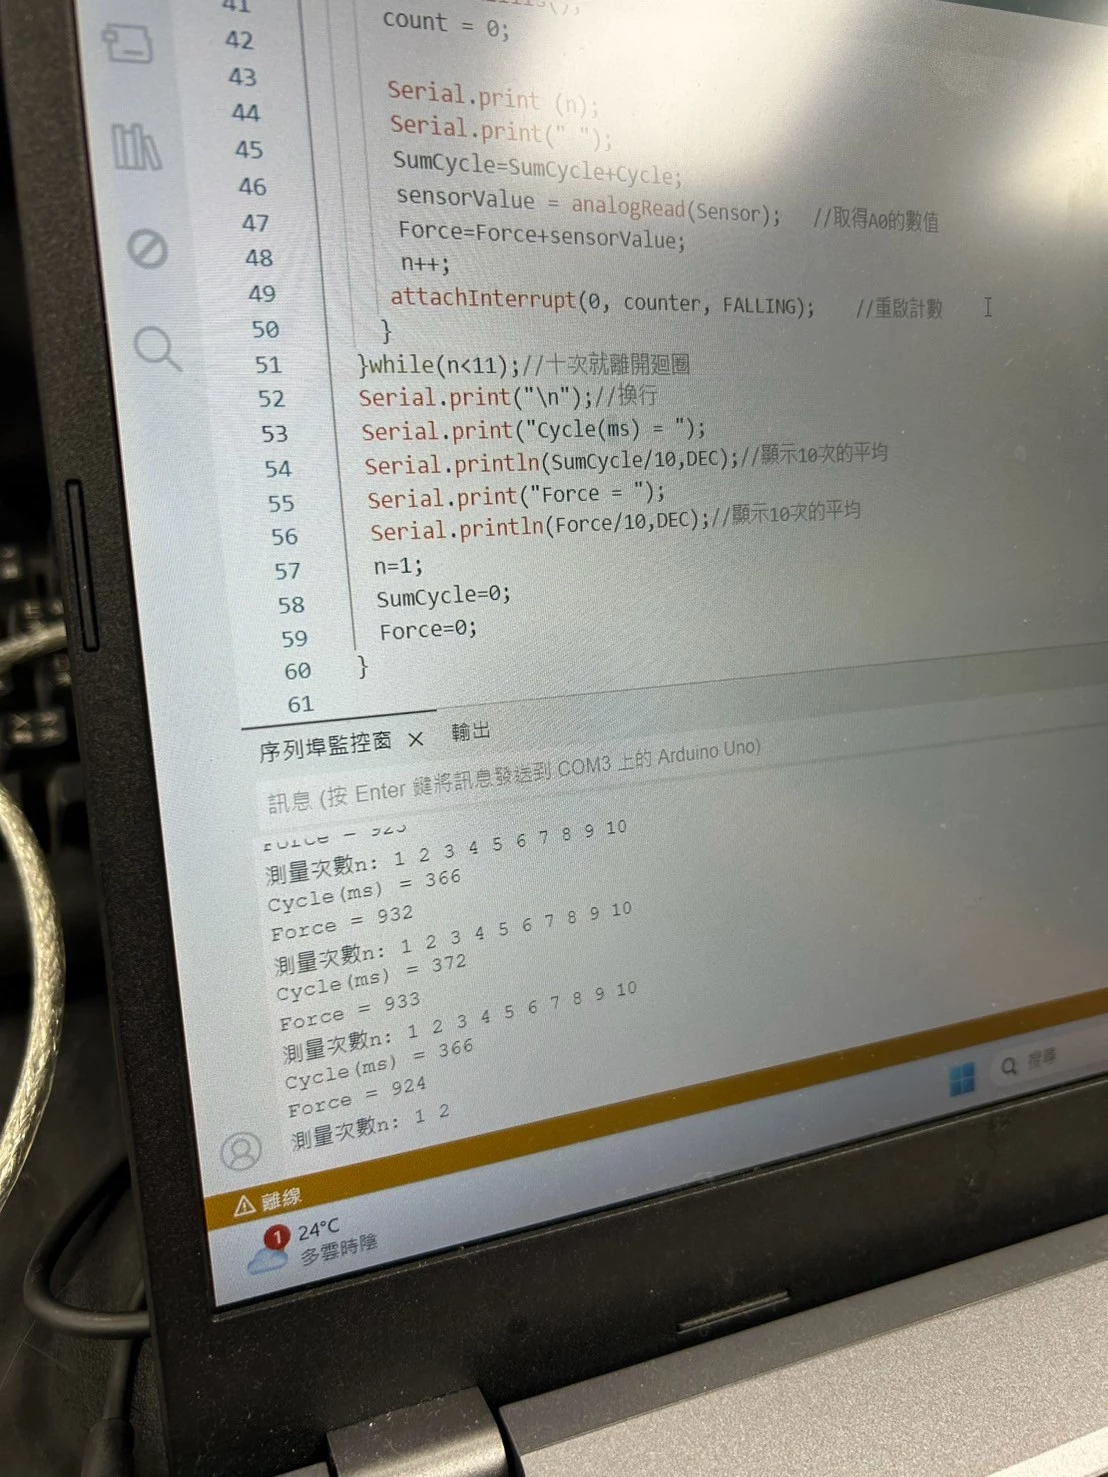 41
42 count = 0;
43
44 Serial.print (n);
45 Serial.print(" ");
46 SumCycle=SumCycle+Cycle;
47 sensorValue = analogRead(Sensor); //取得A0的數值
48 Force=Force+sensorValue;
49 n++;
50 attachInterrupt(0, counter, FALLING); //重啟計數
51 }
52 }while(n<11);//十次就離開迴圈
53 Serial.print("\n");//換行
54 Serial.print("Cycle(ms) = ");
55 Serial.println(SumCycle/10,DEC);//顯示10次的平均
56 Serial.print("Force = ");
57 Serial.println(Force/10,DEC);//顯示10次的平均
58 n=1;
59 SumCycle=0;
60 Force=0;
61 }
序列埠監控窗 × 輸出
訊息 (按 Enter 鍵將訊息發送到 COM3 上的 Arduino Uno)
測量次數n: 1 2 3 4 5 6 7 8 9 10
Cycle(ms) = 366
Force = 932
測量次數n: 1 2 3 4 5 6 7 8 9 10
Cycle(ms) = 372
Force = 933
測量次數n: 1 2 3 4 5 6 7 8 9 10
Cycle(ms) = 366
Force = 924
測量次數n: 1 2
離線
搜尋
1
24°C
多雲時陰